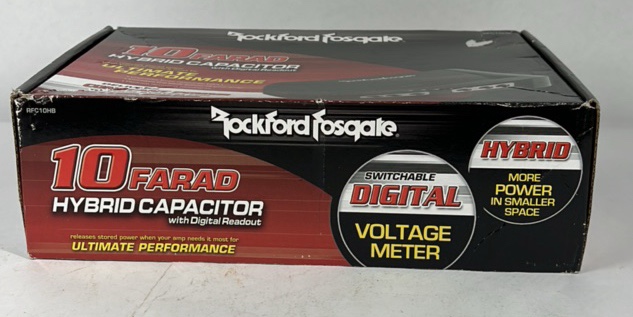 Rockford Fosgate
10 FARAD
HYBRID CAPACITOR
ULTIMATE
PERFORMANCE
RFC10HB
Rockford Fosgate
10 FARAD
HYBRID CAPACITOR
with Digital Readout
releases stored power when your amp needs it most for
ULTIMATE PERFORMANCE
SWITCHABLE
DIGITAL
VOLTAGE
METER
HYBRID
MORE
POWER
IN SMALLER
SPACE